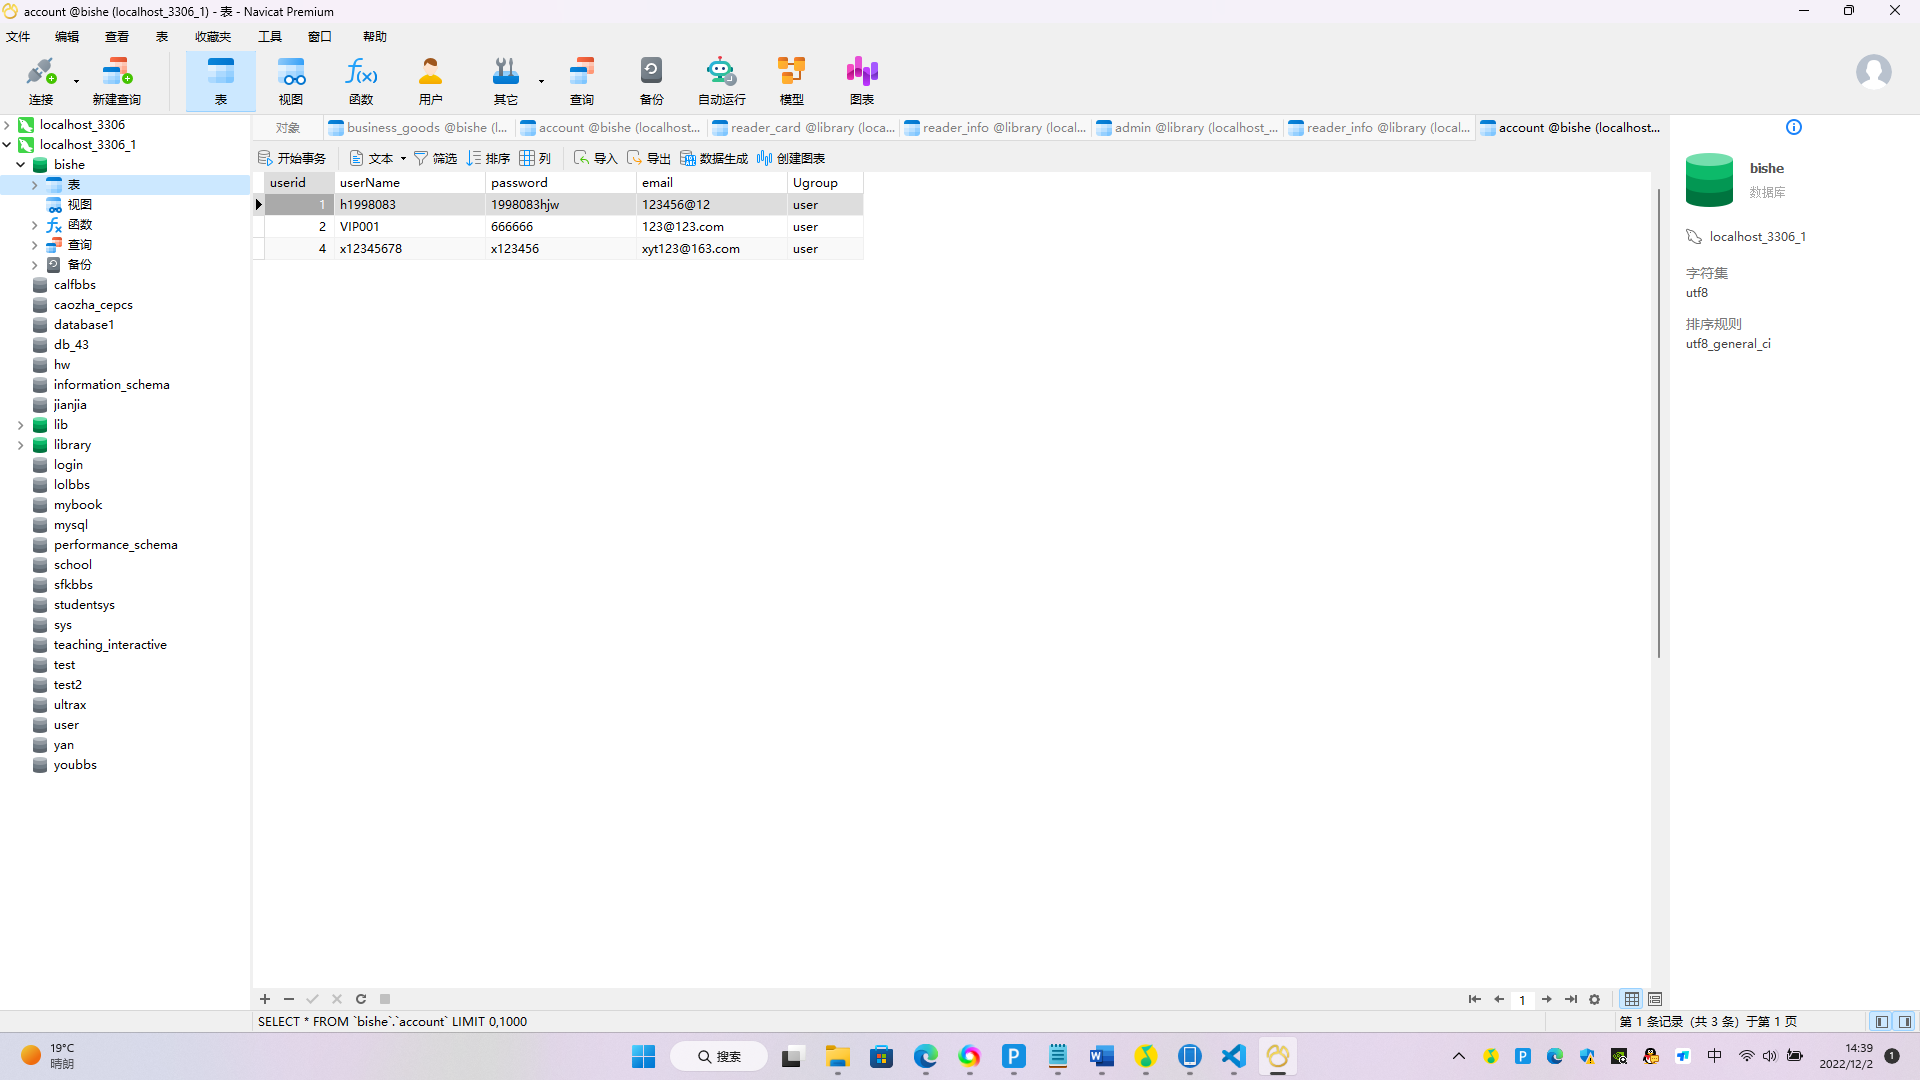 account @bishe (localhost_3306_1) - 表 - Navicat Premium
文件 编辑 查看 表 收藏夹 工具 窗口 帮助
连接 新建查询 表 视图 函数 用户 其它 查询 备份 自动运行 模型 图表
localhost_3306
localhost_3306_1
bishe
表
视图
函数
查询
备份
calfbbs
caozha_cepcs
database1
db_43
hw
information_schema
jianjia
lib
library
login
lolbbs
mybook
mysql
performance_schema
school
sfkbbs
studentsys
sys
teaching_interactive
test
test2
ultrax
user
yan
youbbs
对象 business_goods @bishe (l... account @bishe (localhost... reader_card @library (loca... reader_info @library (local... admin @library (localhost_... reader_info @library (local... account @bishe (localhost...
开始事务 文本 筛选 排序 列 导入 导出 数据生成 创建图表
userid userName password email Ugroup
1 h1998083 1998083hjw 123456@12 user
2 VIP001 666666 123@123.com user
4 x12345678 x123456 xyt123@163.com user
bishe
数据库
localhost_3306_1
字符集
utf8
排序规则
utf8_general_ci
1
SELECT * FROM `bishe`.`account` LIMIT 0,1000
第 1 条记录 (共 3 条) 于第 1 页
19°C
晴朗
搜索
中
14:39
2022/12/2
1